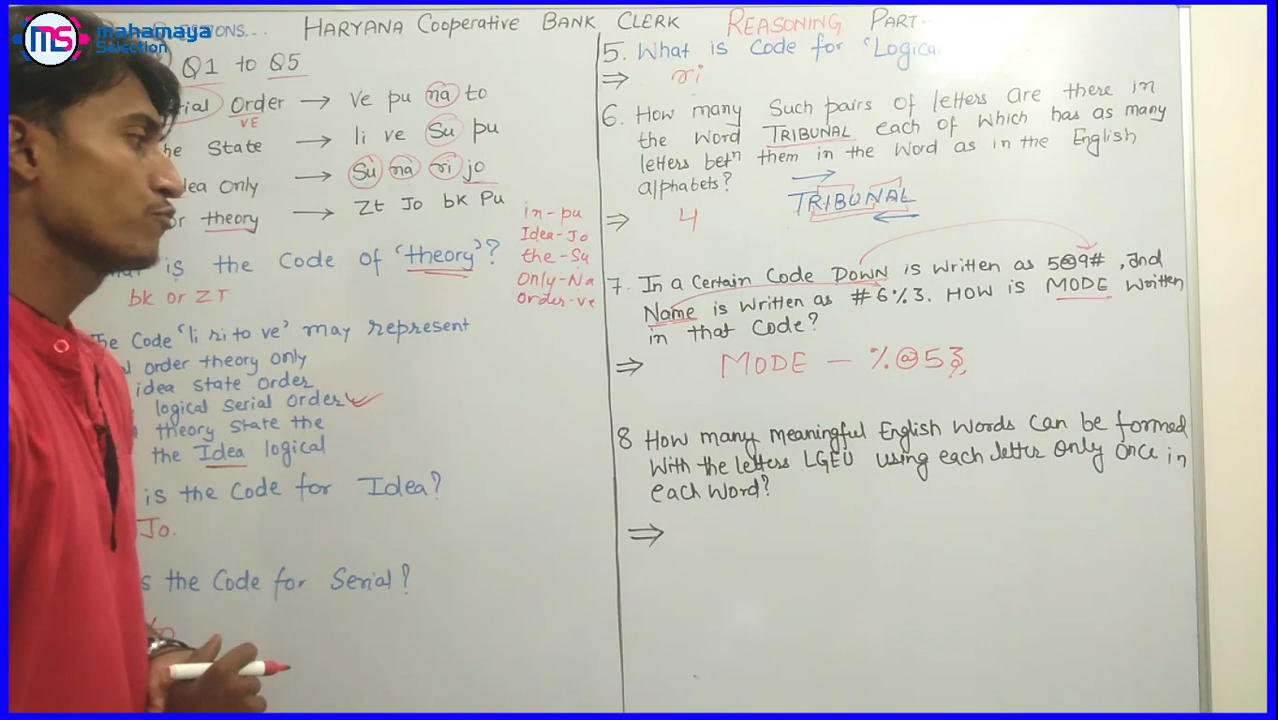 MS mahamaya Selection
HARYANA Cooperative BANK CLERK REASONING PART-
Q1 to Q5
Order → Ve pu na to
VE
State → li ve Su pu
Only → Su na ri jo
theory → Zt Jo bk Pu
in-pu
Idea-Jo
the-Su
Only-Na
Order-ve
is the Code of 'theory'?
bk or ZT
The Code 'li ri to ve' may represent
order theory only
idea state order
logical Serial order
theory State the
the Idea logical
is the Code for Idea?
Jo.
the Code for Serial?
5. What is Code for 'Logical
⇒ ri
6. How many Such pairs of letters are there in
the word TRIBUNAL each of which has as many
letters betⁿ them in the word as in the English
alphabets?
TRIBUNAL
⇒ 4
7. In a Certain Code DOWN is written as 5@9#, and
Name is written as #6%3. HOW is MODE written
in that Code?
⇒ MODE - %@53
8 How many meaningful English words can be formed
with the letters LGEU using each letter only once in
each word?
⇒